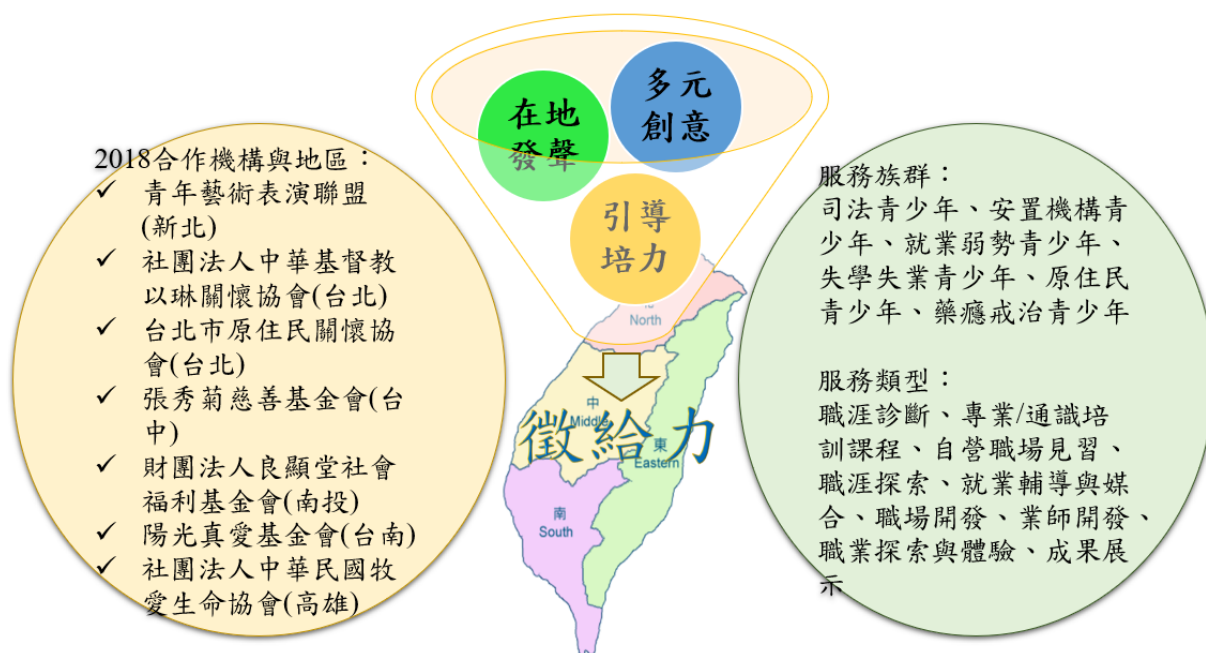 在地
發聲
多元
創意
引導
培力
2018合作機構與地區：
✓ 青年藝術表演聯盟
(新北)
✓ 社團法人中華基督教
以琳關懷協會(台北)
✓ 台北市原住民關懷協
會(台北)
✓ 張秀菊慈善基金會(台
中)
✓ 財團法人良顯堂社會
福利基金會(南投)
✓ 陽光真愛基金會(台南)
✓ 社團法人中華民國牧
愛生命協會(高雄)
North
中
Middle
徵給力
東
Eastern
南
South
服務族群：
司法青少年、安置機構青
少年、就業弱勢青少年、
失學失業青少年、原住民
青少年、藥癮戒治青少年
服務類型：
職涯診斷、專業/通識培
訓課程、自營職場見習、
職涯探索、就業輔導與媒
合、職場開發、業師開發、
職業探索與體驗、成果展
示